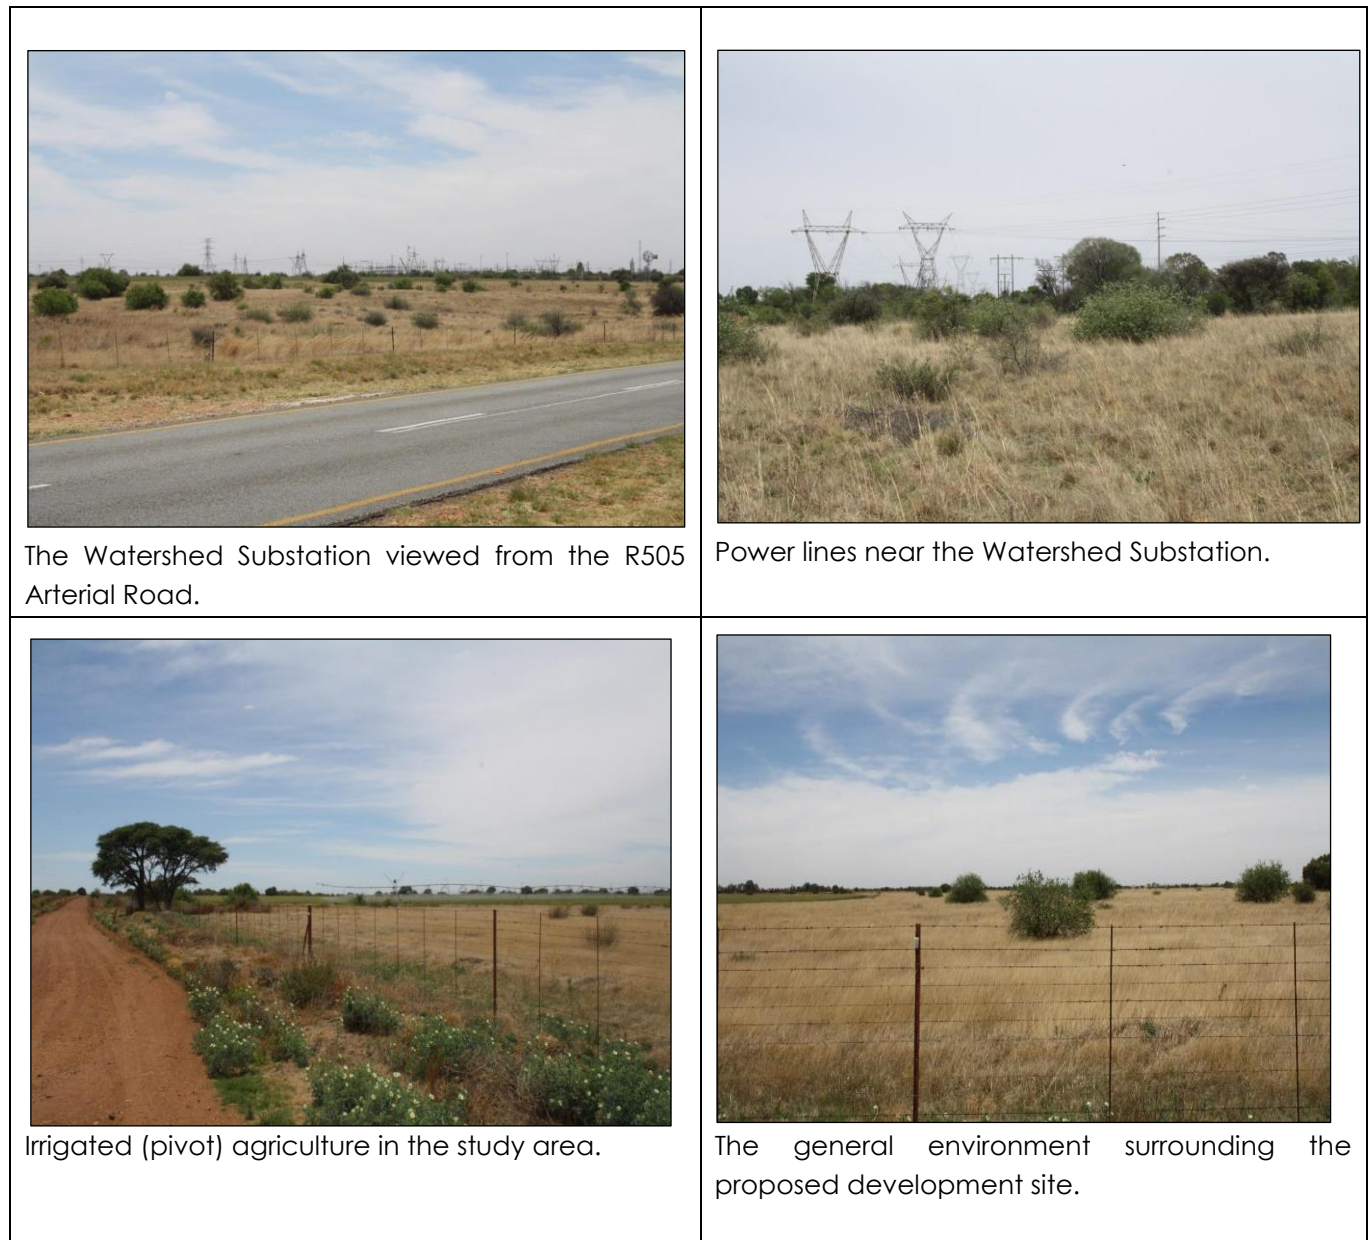 The Watershed Substation viewed from the R505
Arterial Road.
Power lines near the Watershed Substation.
Irrigated (pivot) agriculture in the study area.
The general environment surrounding the
proposed development site.